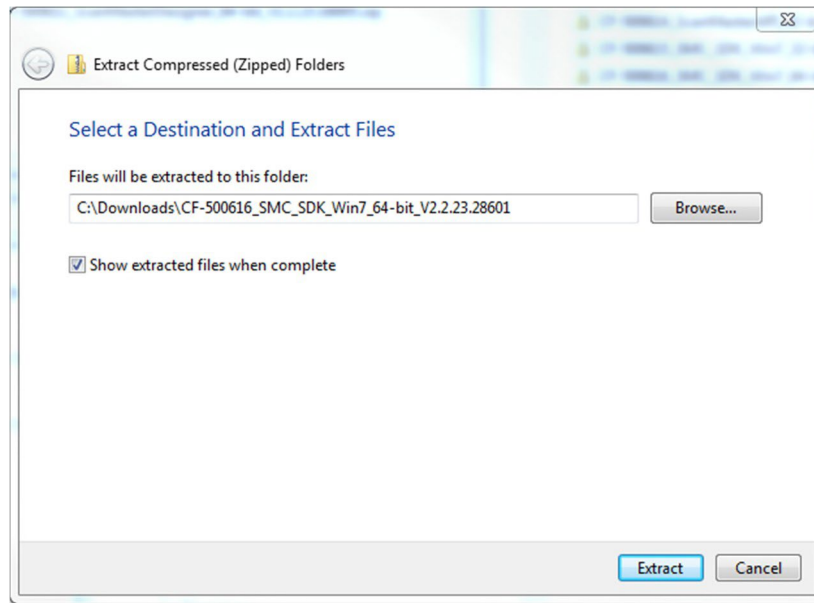 Extract Compressed (Zipped) Folders
Select a Destination and Extract Files
Files will be extracted to this folder:
C:\Downloads\CF-500616_SMC_SDK_Win7_64-bit_V2.2.23.28601
Browse...
Show extracted files when complete
Extract
Cancel